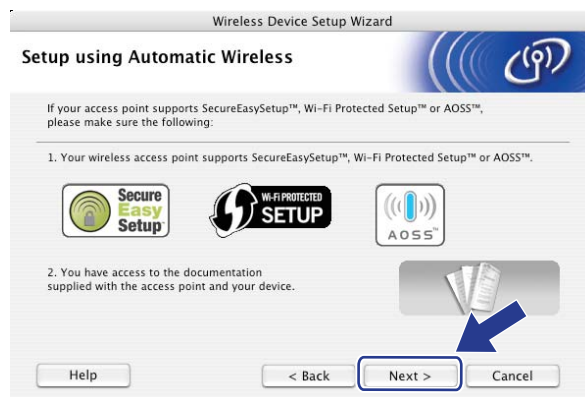 Wireless Device Setup Wizard
Setup using Automatic Wireless
If your access point supports SecureEasySetup™, Wi-Fi Protected Setup™ or AOSS™,
please make sure the following:
1. Your wireless access point supports SecureEasySetup™, Wi-Fi Protected Setup™ or AOSS™.
Secure
Easy
Setup™
Wi-Fi PROTECTED
SETUP
AOSS™
2. You have access to the documentation
supplied with the access point and your device.
Help
< Back
Next >
Cancel